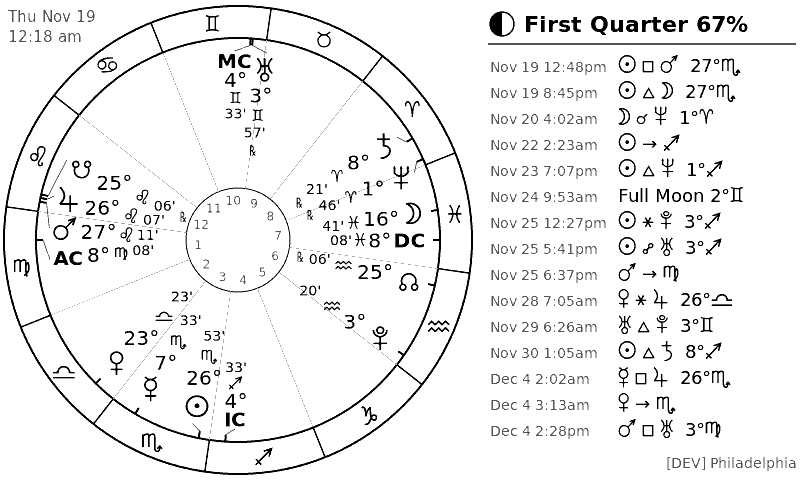 Thu Nov 19
12:18 am
First Quarter 67%
Nov 19 12:48pm ☉ □ ♂ 27°♏
Nov 19 8:45pm ☉ △ ☽ 27°♏
Nov 20 4:02am ☽ ☌ ♆ 1°♈
Nov 22 2:23am ☉ → ♐
Nov 23 7:07pm ☉ △ ♆ 1°♐
Nov 24 9:53am Full Moon 2°♊
Nov 25 12:27pm ☉ ⚹ ⯓ 3°♐
Nov 25 5:41pm ☉ ☍ ♅ 3°♐
Nov 25 6:37pm ♂ → ♍
Nov 28 7:05am ♀ ⚹ ♃ 26°♎
Nov 29 6:26am ♅ △ ⯓ 3°♊
Nov 30 1:05am ☉ △ ♄ 8°♐
Dec 4 2:02am ☿ □ ♃ 26°♏
Dec 4 3:13am ♀ → ♏
Dec 4 2:28pm ♂ □ ♅ 3°♍
[DEV] Philadelphia
♊
♉
♋
♈
♌
♓
♍
♒
♎
♑
♏
♐
MC 4° ♊ 33'
♅ 3° ♊ 57' ℞
♄ 8° ♈ 21' ℞
♆ 1° ♈ 46' ℞
☽ 16° ♓ 41'
DC 8° ♓ 08'
☊ 25° ♒ 06' ℞
⯓ 3° ♒ 20'
☋ 25° ♌ 06' ℞
♃ 26° ♌ 07'
♂ 27° ♌ 11'
AC 8° ♍ 08'
♀ 23° ♎ 23'
☿ 7° ♏ 33'
☉ 26° ♏ 53'
IC 4° ♐ 33'
1
2
3
4
5
6
7
8
9
10
11
12